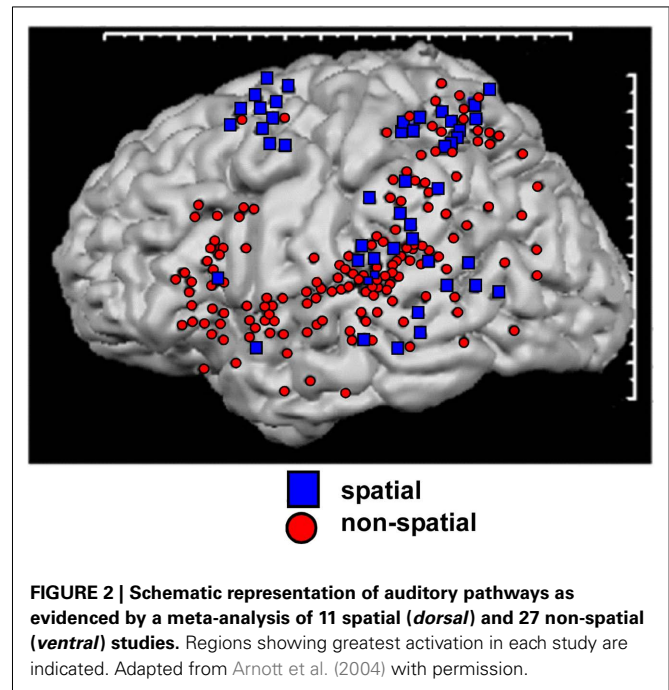 spatial
non-spatial
FIGURE 2 | Schematic representation of auditory pathways as
evidenced by a meta-analysis of 11 spatial (dorsal) and 27 non-spatial
(ventral) studies. Regions showing greatest activation in each study are
indicated. Adapted from Arnott et al. (2004) with permission.